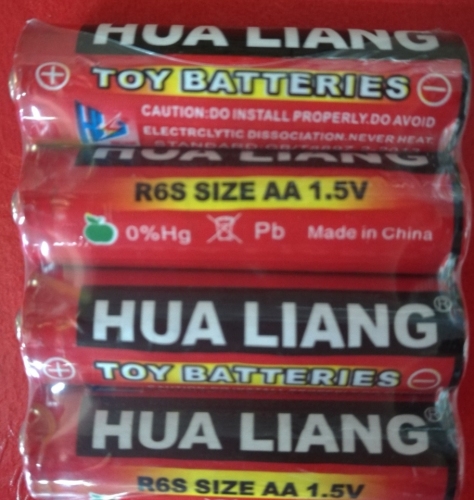 HUA LIANG
+ TOY BATTERIES -
CAUTION:DO INSTALL PROPERLY.DO AVOID
ELECTRCLYTIC DISSOCIATION.NEVER HEAT
HUA LIANG
R6S SIZE AA 1.5V
0%Hg Pb Made in China
HUA LIANG®
+ TOY BATTERIES -
HUA LIANG®
R6S SIZE AA 1.5V